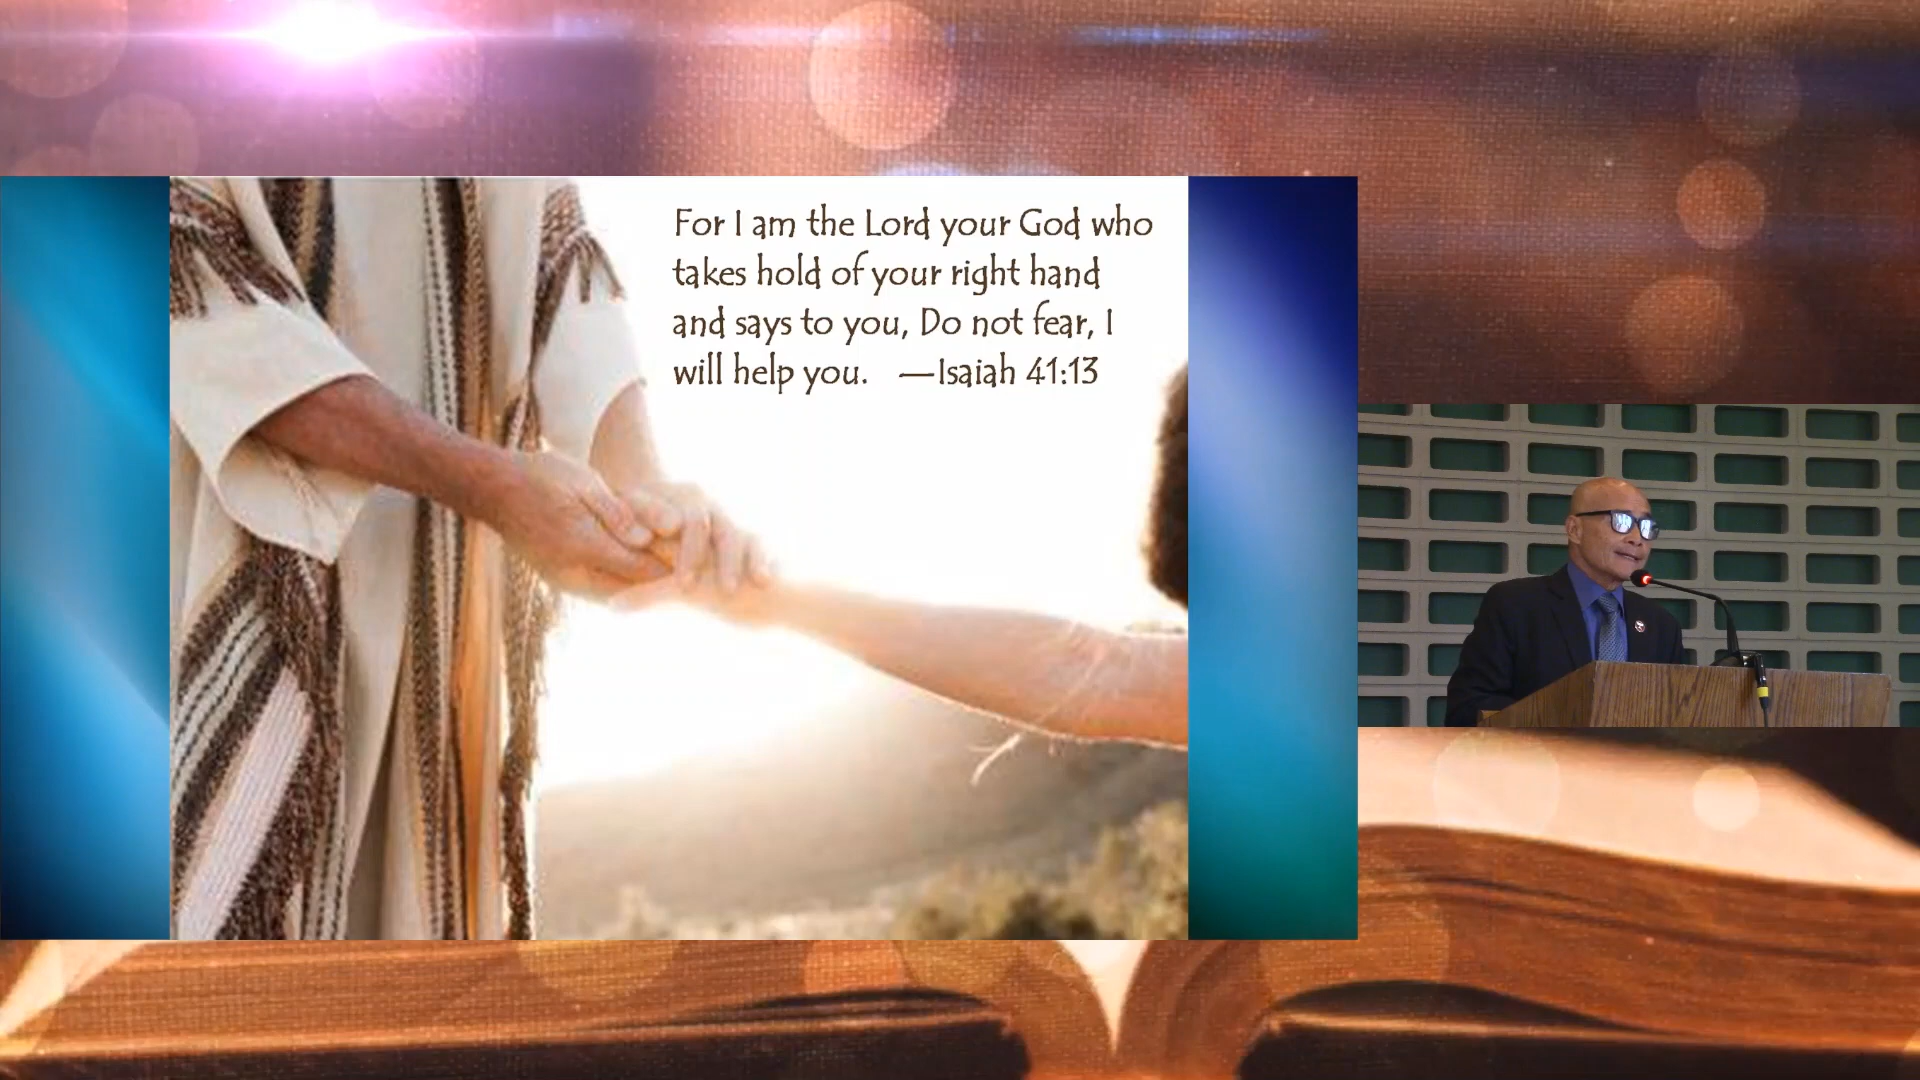 For I am the Lord your God who
takes hold of your right hand
and says to you, Do not fear, I
will help you. —Isaiah 41:13